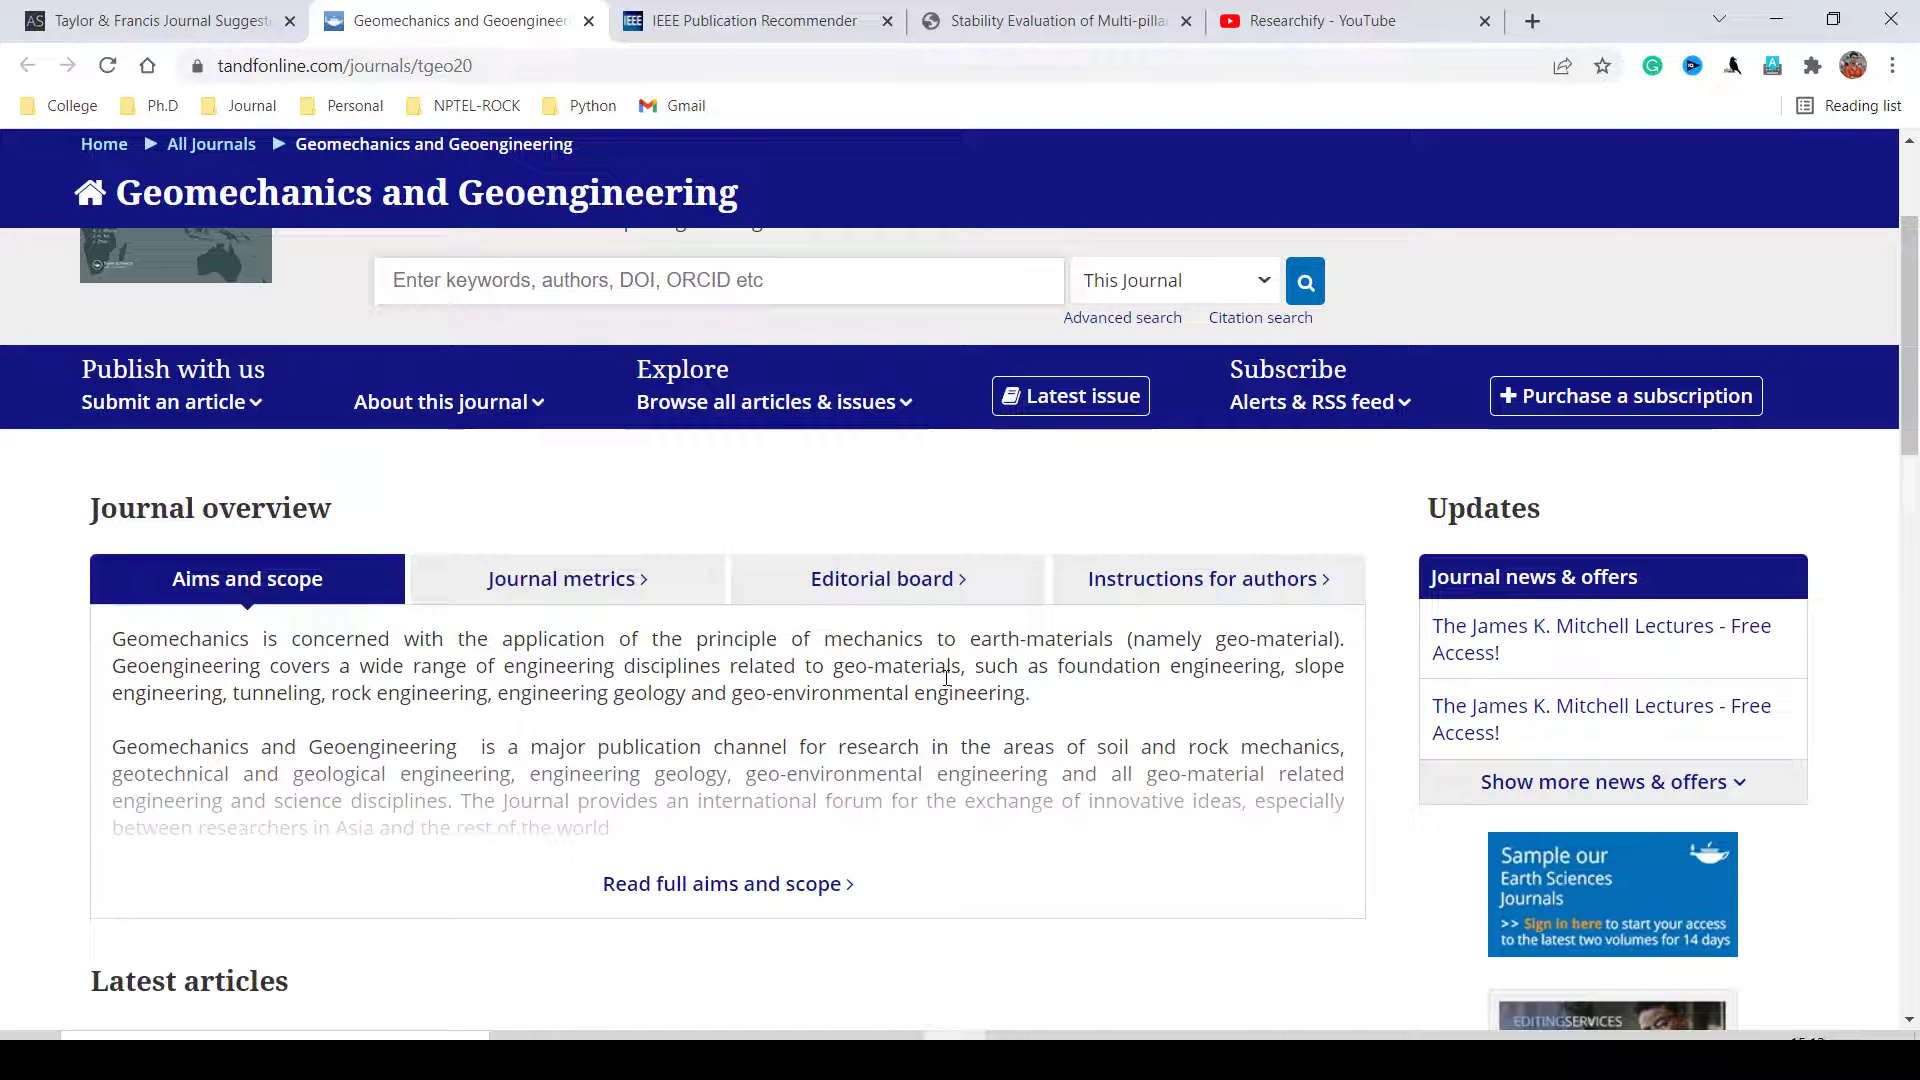 Taylor & Francis Journal Suggest
Geomechanics and Geoengineer
IEEE Publication Recommender
Stability Evaluation of Multi-pilla
Researchify - YouTube
tandfonline.com/journals/tgeo20
College
Ph.D
Journal
Personal
NPTEL-ROCK
Python
Gmail
Reading list
Home
All Journals
Geomechanics and Geoengineering
Geomechanics and Geoengineering
Enter keywords, authors, DOI, ORCID etc
This Journal
Advanced search
Citation search
Publish with us
Submit an article
About this journal
Explore
Browse all articles & issues
Latest issue
Subscribe
Alerts & RSS feed
Purchase a subscription
Journal overview
Aims and scope
Journal metrics
Editorial board
Instructions for authors
Geomechanics is concerned with the application of the principle of mechanics to earth-materials (namely geo-material).
Geoengineering covers a wide range of engineering disciplines related to geo-materials, such as foundation engineering, slope
engineering, tunneling, rock engineering, engineering geology and geo-environmental engineering.
Geomechanics and Geoengineering is a major publication channel for research in the areas of soil and rock mechanics,
geotechnical and geological engineering, engineering geology, geo-environmental engineering and all geo-material related
engineering and science disciplines. The Journal provides an international forum for the exchange of innovative ideas, especially
between researchers in Asia and the rest of the world
Read full aims and scope
Latest articles
Updates
Journal news & offers
The James K. Mitchell Lectures - Free
Access!
The James K. Mitchell Lectures - Free
Access!
Show more news & offers
Sample our
Earth Sciences
Journals
>> Sign in here to start your access
to the latest two volumes for 14 days
EDITINGSERVICES